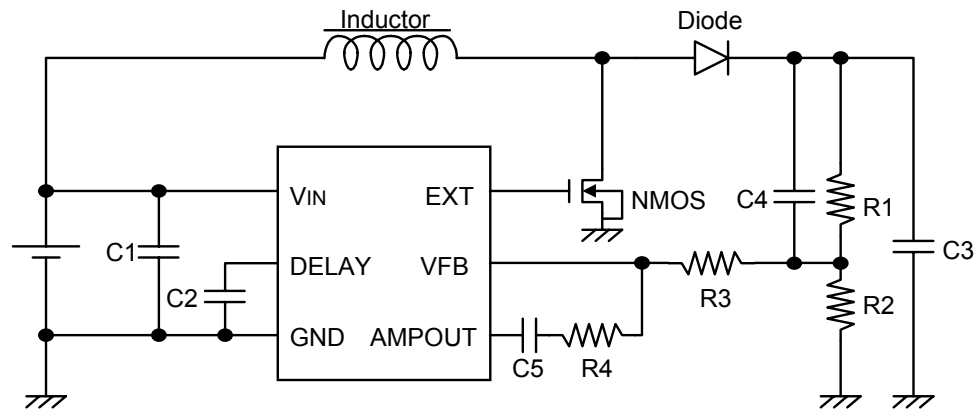 Inductor
Diode
VIN
EXT
NMOS
C4
R1
C1
DELAY
VFB
C3
C2
R3
R2
GND
AMPOUT
C5
R4